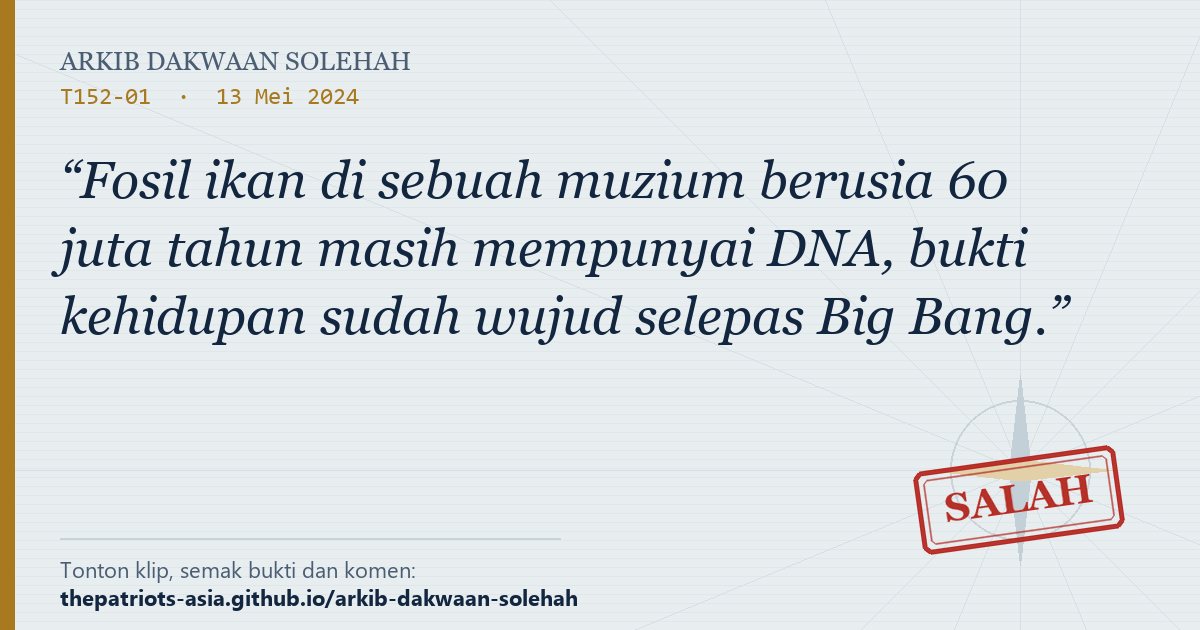 ARKIB DAKWAAN SOLEHAH
T152-01 · 13 Mei 2024
“Fosil ikan di sebuah muzium berusia 60
juta tahun masih mempunyai DNA, bukti
kehidupan sudah wujud selepas Big Bang.”
SALAH
Tonton klip, semak bukti dan komen:
thepatriots-asia.github.io/arkib-dakwaan-solehah